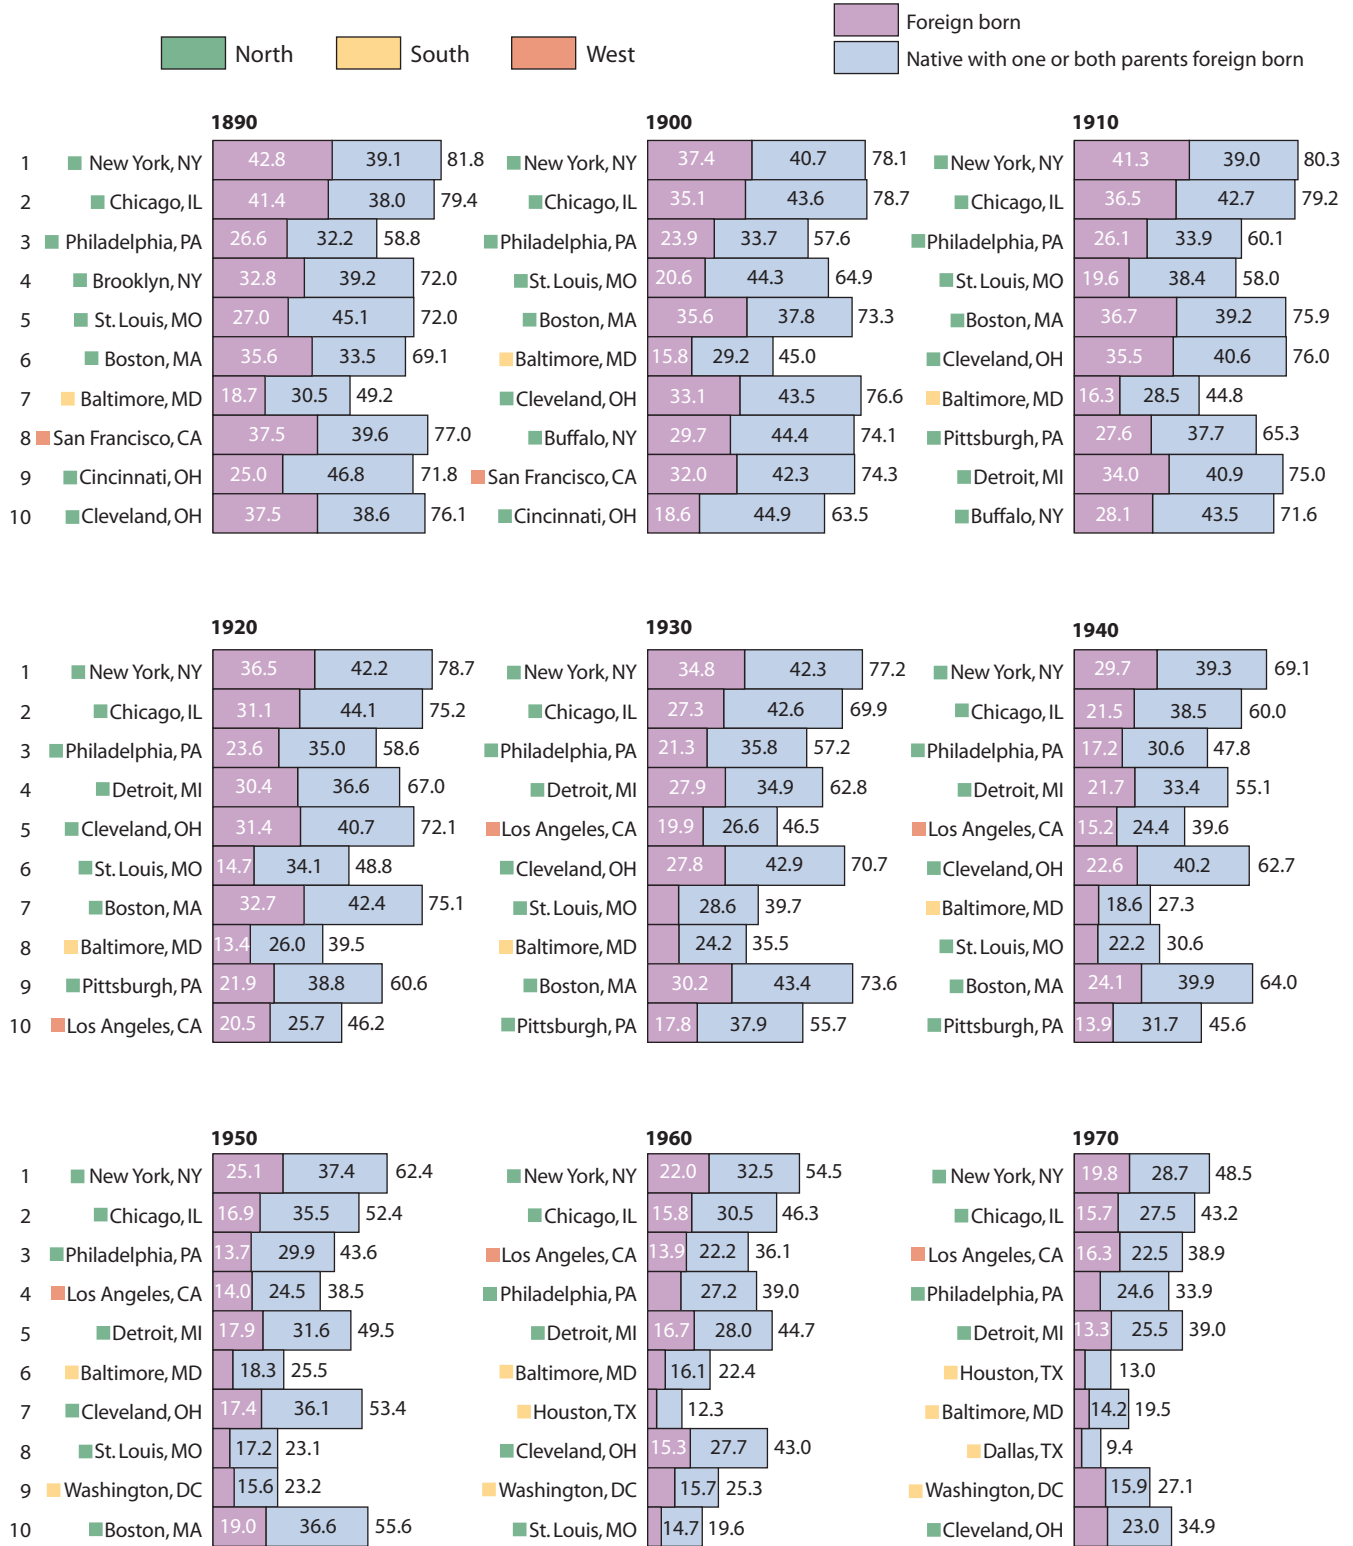 North South West Foreign born
Native with one or both parents foreign born
1890 1900 1910
1 New York, NY 42.8 39.1 81.8 New York, NY 37.4 40.7 78.1 New York, NY 41.3 39.0 80.3
2 Chicago, IL 41.4 38.0 79.4 Chicago, IL 35.1 43.6 78.7 Chicago, IL 36.5 42.7 79.2
3 Philadelphia, PA 26.6 32.2 58.8 Philadelphia, PA 23.9 33.7 57.6 Philadelphia, PA 26.1 33.9 60.1
4 Brooklyn, NY 32.8 39.2 72.0 St. Louis, MO 20.6 44.3 64.9 St. Louis, MO 19.6 38.4 58.0
5 St. Louis, MO 27.0 45.1 72.0 Boston, MA 35.6 37.8 73.3 Boston, MA 36.7 39.2 75.9
6 Boston, MA 35.6 33.5 69.1 Baltimore, MD 15.8 29.2 45.0 Cleveland, OH 35.5 40.6 76.0
7 Baltimore, MD 18.7 30.5 49.2 Cleveland, OH 33.1 43.5 76.6 Baltimore, MD 16.3 28.5 44.8
8 San Francisco, CA 37.5 39.6 77.0 Buffalo, NY 29.7 44.4 74.1 Pittsburgh, PA 27.6 37.7 65.3
9 Cincinnati, OH 25.0 46.8 71.8 San Francisco, CA 32.0 42.3 74.3 Detroit, MI 34.0 40.9 75.0
10 Cleveland, OH 37.5 38.6 76.1 Cincinnati, OH 18.6 44.9 63.5 Buffalo, NY 28.1 43.5 71.6
1920 1930 1940
1 New York, NY 36.5 42.2 78.7 New York, NY 34.8 42.3 77.2 New York, NY 29.7 39.3 69.1
2 Chicago, IL 31.1 44.1 75.2 Chicago, IL 27.3 42.6 69.9 Chicago, IL 21.5 38.5 60.0
3 Philadelphia, PA 23.6 35.0 58.6 Philadelphia, PA 21.3 35.8 57.2 Philadelphia, PA 17.2 30.6 47.8
4 Detroit, MI 30.4 36.6 67.0 Detroit, MI 27.9 34.9 62.8 Detroit, MI 21.7 33.4 55.1
5 Cleveland, OH 31.4 40.7 72.1 Los Angeles, CA 19.9 26.6 46.5 Los Angeles, CA 15.2 24.4 39.6
6 St. Louis, MO 14.7 34.1 48.8 Cleveland, OH 27.8 42.9 70.7 Cleveland, OH 22.6 40.2 62.7
7 Boston, MA 32.7 42.4 75.1 St. Louis, MO 28.6 39.7 Baltimore, MD 18.6 27.3
8 Baltimore, MD 13.4 26.0 39.5 Baltimore, MD 24.2 35.5 St. Louis, MO 22.2 30.6
9 Pittsburgh, PA 21.9 38.8 60.6 Boston, MA 30.2 43.4 73.6 Boston, MA 24.1 39.9 64.0
10 Los Angeles, CA 20.5 25.7 46.2 Pittsburgh, PA 17.8 37.9 55.7 Pittsburgh, PA 13.9 31.7 45.6
1950 1960 1970
1 New York, NY 25.1 37.4 62.4 New York, NY 22.0 32.5 54.5 New York, NY 19.8 28.7 48.5
2 Chicago, IL 16.9 35.5 52.4 Chicago, IL 15.8 30.5 46.3 Chicago, IL 15.7 27.5 43.2
3 Philadelphia, PA 13.7 29.9 43.6 Los Angeles, CA 13.9 22.2 36.1 Los Angeles, CA 16.3 22.5 38.9
4 Los Angeles, CA 14.0 24.5 38.5 Philadelphia, PA 27.2 39.0 Philadelphia, PA 24.6 33.9
5 Detroit, MI 17.9 31.6 49.5 Detroit, MI 16.7 28.0 44.7 Detroit, MI 13.3 25.5 39.0
6 Baltimore, MD 18.3 25.5 Baltimore, MD 16.1 22.4 Houston, TX 13.0
7 Cleveland, OH 17.4 36.1 53.4 Houston, TX 12.3 Baltimore, MD 14.2 19.5
8 St. Louis, MO 17.2 23.1 Cleveland, OH 15.3 27.7 43.0 Dallas, TX 9.4
9 Washington, DC 15.6 23.2 Washington, DC 15.7 25.3 Washington, DC 15.9 27.1
10 Boston, MA 19.0 36.6 55.6 St. Louis, MO 14.7 19.6 Cleveland, OH 23.0 34.9